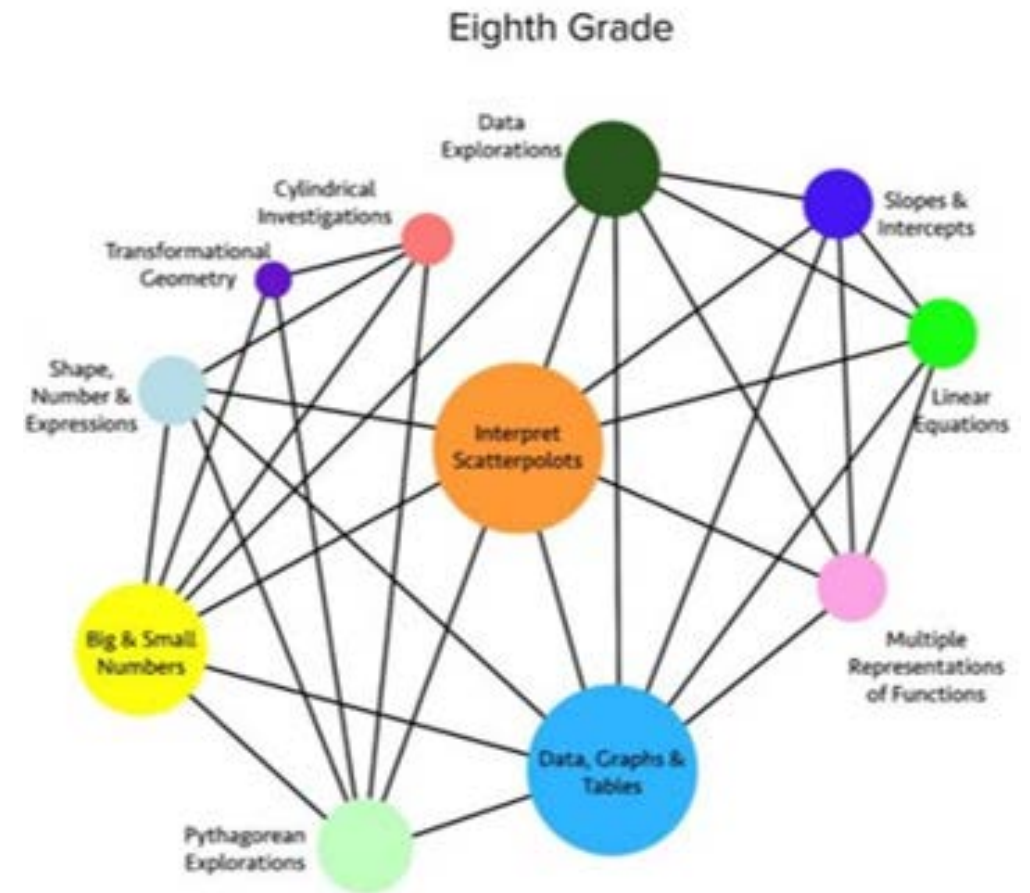 Eighth Grade
Data
Explorations
Cylindrical
Investigations
Slopes &
Intercepts
Transformational
Geometry
Shape,
Number &
Expressions
Linear
Equations
Interpret
Scatterpolots
Big & Small
Numbers
Multiple
Representations
of Functions
Data, Graphs &
Tables
Pythagorean
Explorations